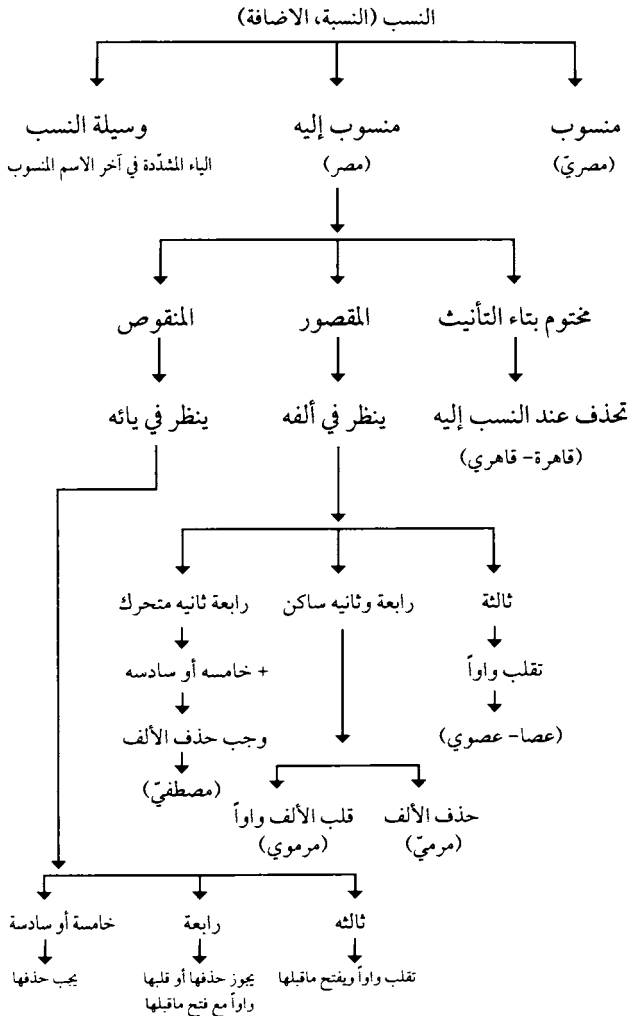 النسب (النسبة، الاضافة)
منسوب
(مصريّ)
منسوب إليه
(مصر)
وسيلة النسب
الياء المشدّدة في آخر الاسم المنسوب
مختوم بتاء التأنيث
المقصور
المنقوص
تحذف عند النسب إليه
(قاهرة- قاهري)
ينظر في ألفه
ينظر في يائه
ثالثة
رابعة وثانيه ساكن
رابعة ثانيه متحرك
تقلب واواً
+ خامسه أو سادسه
(عصا- عصوي)
وجب حذف الألف
(مصطفيّ)
حذف الألف
(مرميّ)
قلب الألف واواً
(مرموي)
ثالثه
رابعة
خامسة أو سادسة
تقلب واواً ويفتح ماقبلها
يجوز حذفها أو قلبها
واواً مع فتح ماقبلها
يجب حذفها